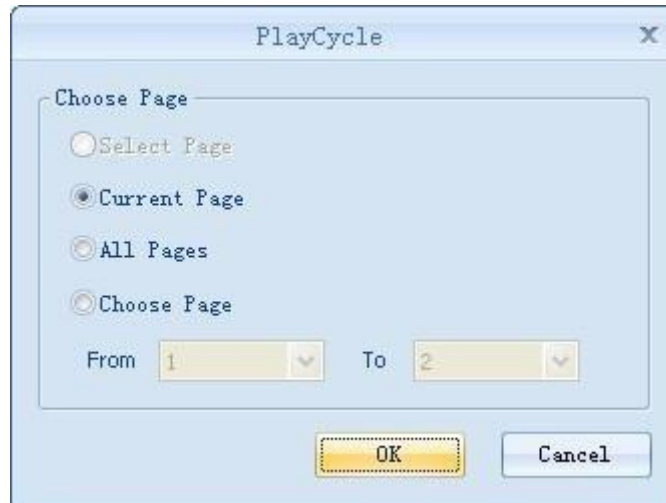 PlayCycle
Choose Page
Select Page
Current Page
All Pages
Choose Page
From 1 To 2
OK Cancel